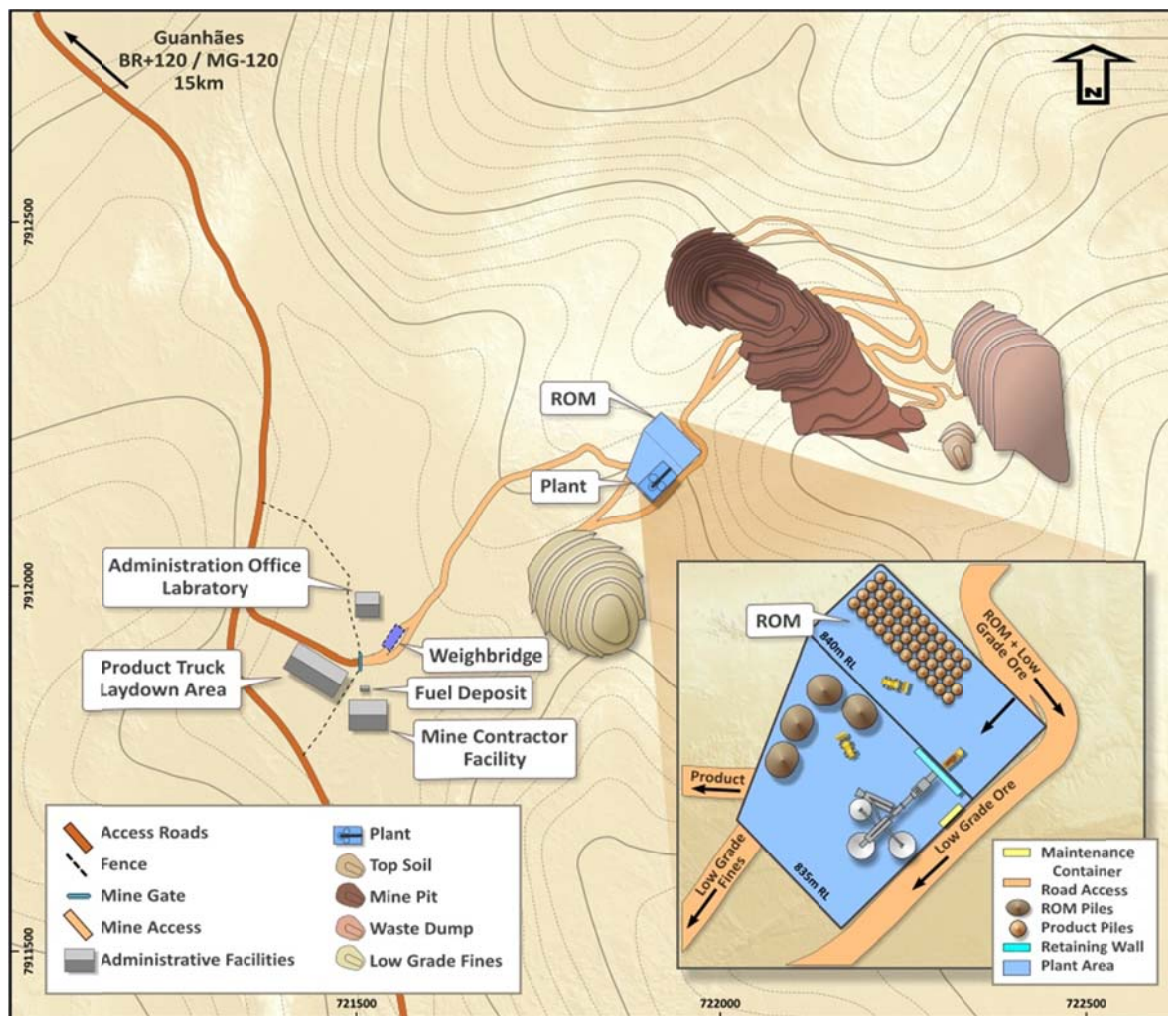 Guanhães
BR+120 / MG-120
15km
N
7912500
7912000
7911500
ROM
Plant
Administration Office
Labratory
Product Truck
Laydown Area
Weighbridge
Fuel Deposit
Mine Contractor
Facility
Access Roads
Fence
Mine Gate
Mine Access
Administrative Facilities
Plant
Top Soil
Mine Pit
Waste Dump
Low Grade Fines
ROM
840m RL
835m RL
ROM + Low
Grade Ore
Low Grade Ore
Product
Low Grade
Fines
Maintenance
Container
Road Access
ROM Piles
Product Piles
Retaining Wall
Plant Area
721500
722000
722500